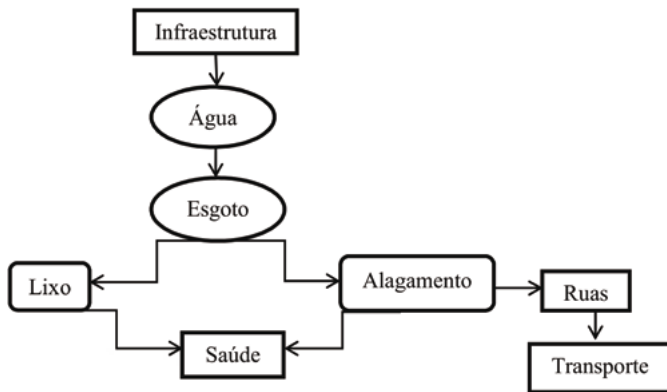 Infraestrutura
Água
Esgoto
Lixo
Alagamento
Ruas
Saúde
Transporte